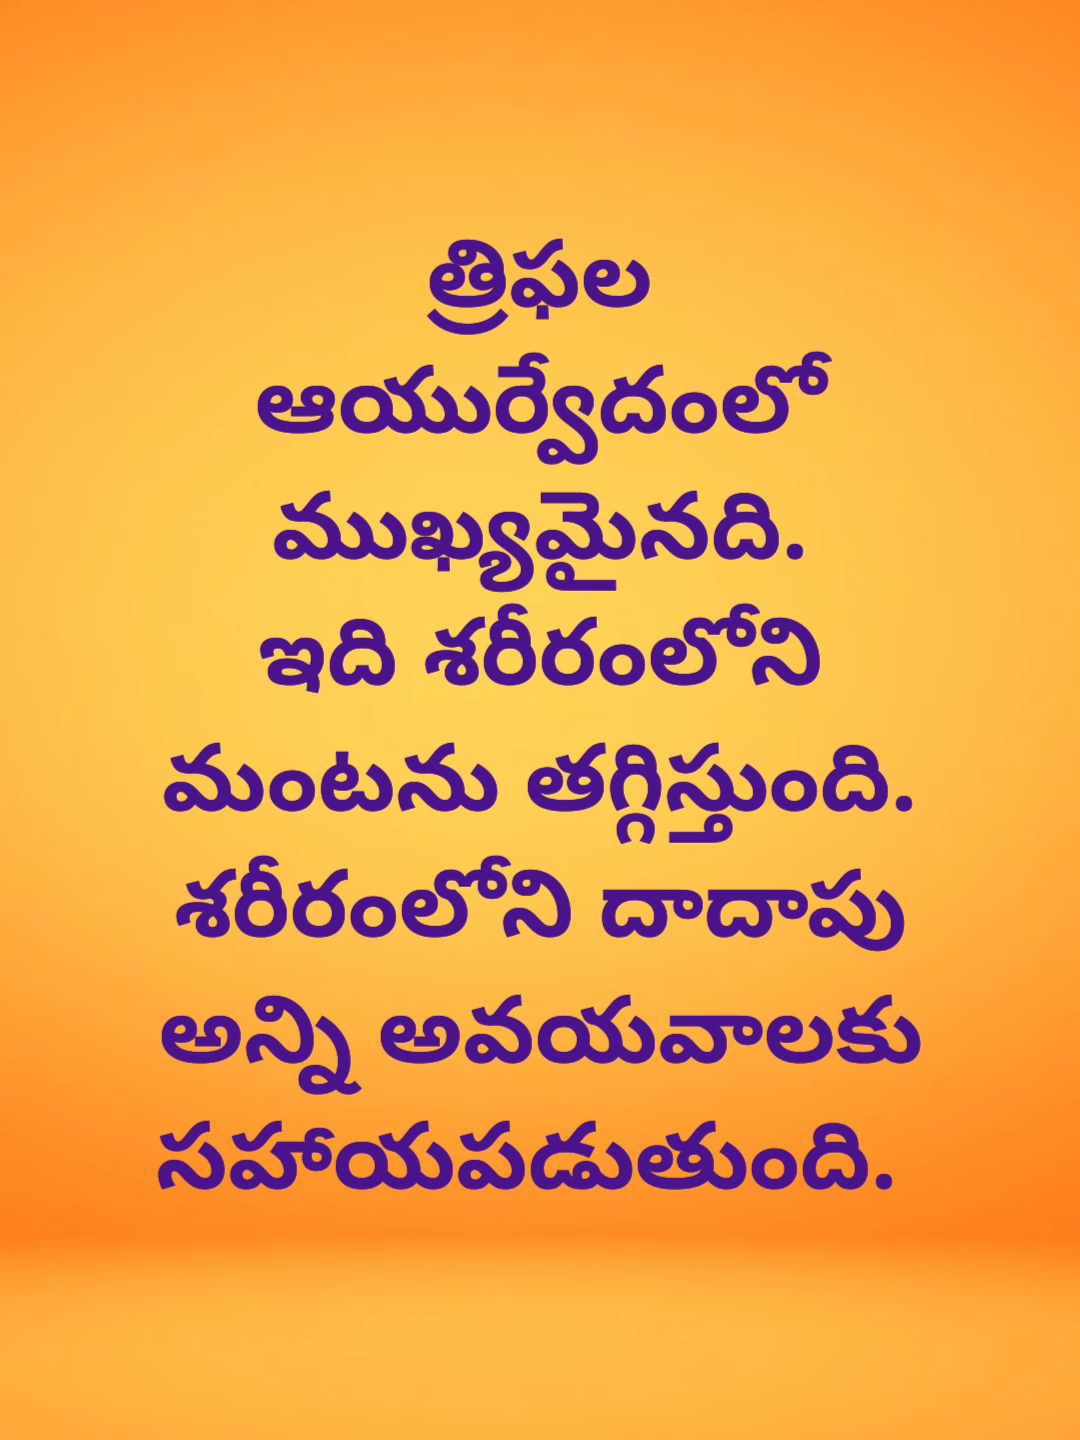 త్రిఫల
ఆయుర్వేదంలో
ముఖ్యమైనది.
ఇది శరీరంలోని
మంటను తగ్గిస్తుంది.
శరీరంలోని దాదాపు
అన్ని అవయవాలకు
సహాయపడుతుంది.